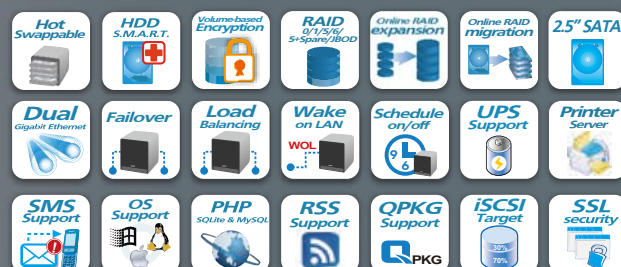 Hot
Swappable
HDD
S.M.A.R.T.
Volume-based
Encryption
RAID
0/1/5/6/
5+Spare/JBOD
Online RAID
expansion
Online RAID
migration
2.5" SATA
Dual
Gigabit Ethernet
Failover
Load
Balancing
Wake
on LAN
WOL
Schedule
on/off
9
6
UPS
Support
Printer
Server
SMS
Support
OS
Support
PHP
SQLite & MySQL
RSS
Support
QPKG
Support
QPKG
iSCSI
Target
30%
70%
SSL
security